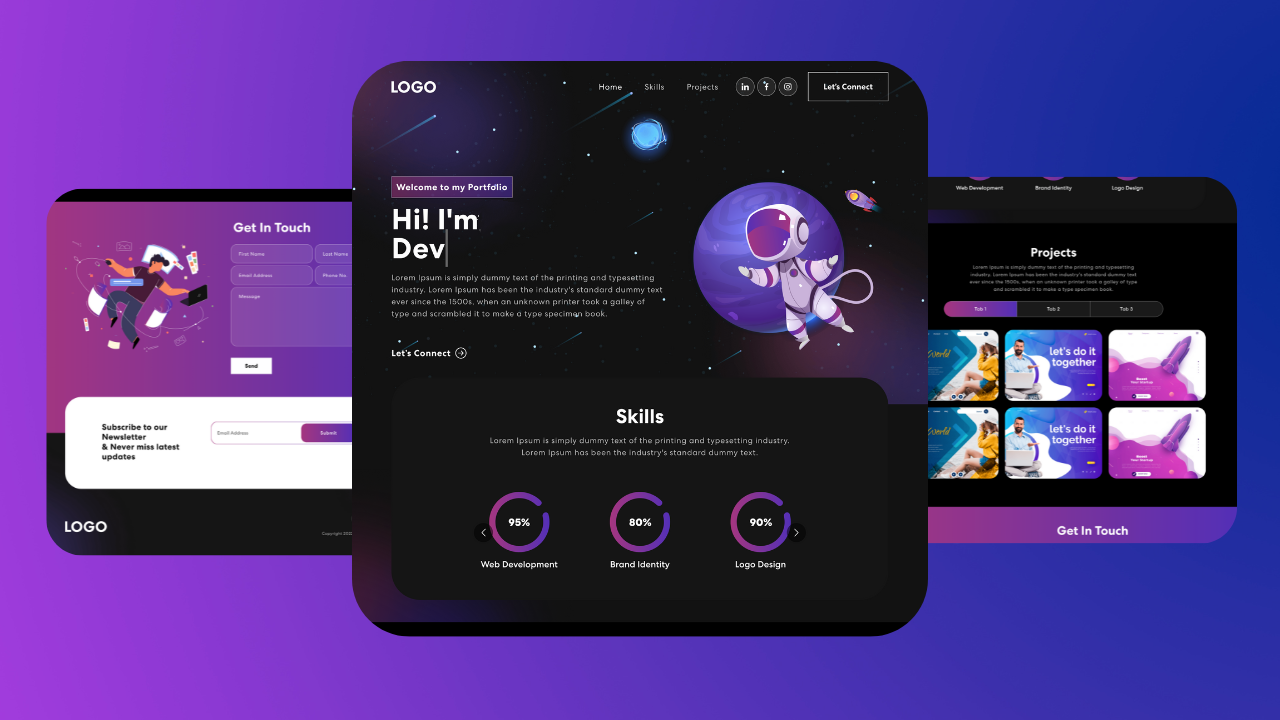 LOGO
Home
Skills
Projects
in
Let's Connect
Welcome to my Portfolio
Hi! I'm
Dev
Lorem Ipsum is simply dummy text of the printing and typesetting
industry. Lorem Ipsum has been the industry's standard dummy text
ever since the 1500s, when an unknown printer took a galley of
type and scrambled it to make a type specimen book.
Let's Connect
Skills
Lorem Ipsum is simply dummy text of the printing and typesetting industry.
Lorem Ipsum has been the industry's standard dummy text.
95%
80%
90%
Web Development
Brand Identity
Logo Design
Get In Touch
First Name
Last Name
Email Address
Phone No
Message
Send
Subscribe to our
Newsletter
& Never miss latest
updates
Email Address
Submit
LOGO
Copyright
Web Development
Brand Identity
Logo Design
Projects
Lorem Ipsum is simply dummy text of the printing and typesetting
industry. Lorem Ipsum has been the industry's standard dummy text
ever since the 1500s, when an unknown printer took a galley of type
and scrambled it to make a type specimen book.
Tab 1
Tab 2
Tab 3
World
let's do it
together
Boost
Your Startup
World
let's do it
together
Boost
Your Startup
Get In Touch